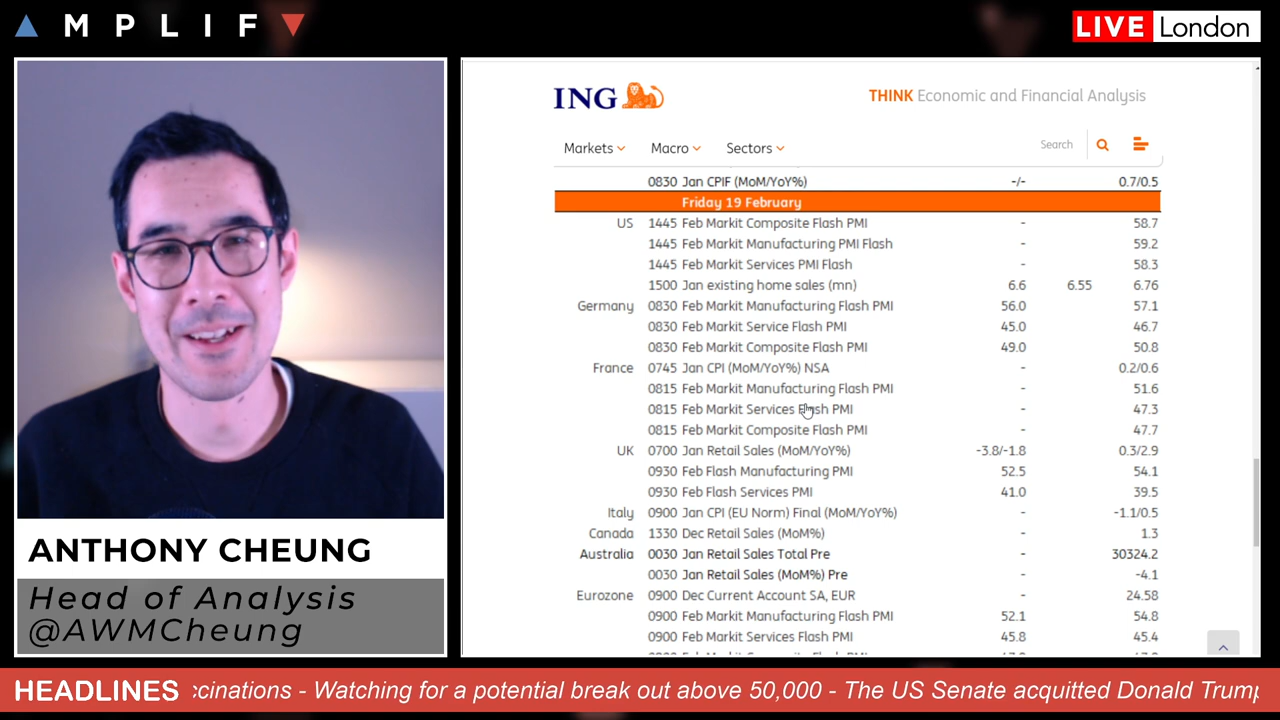 AMPLIFY
LIVE London
ING
THINK Economic and Financial Analysis
Markets Macro Sectors Search
0830 Jan CPIF (MoM/YoY%) -/- 0.7/0.5
Friday 19 February
US 1445 Feb Markit Composite Flash PMI - 58.7
1445 Feb Markit Manufacturing PMI Flash - 59.2
1445 Feb Markit Services PMI Flash - 58.3
1500 Jan existing home sales (mn) 6.6 6.55 6.76
Germany 0830 Feb Markit Manufacturing Flash PMI 56.0 57.1
0830 Feb Markit Service Flash PMI 45.0 46.7
0830 Feb Markit Composite Flash PMI 49.0 50.8
France 0745 Jan CPI (MoM/YoY%) NSA - 0.2/0.6
0815 Feb Markit Manufacturing Flash PMI - 51.6
0815 Feb Markit Services Flash PMI - 47.3
0815 Feb Markit Composite Flash PMI - 47.7
UK 0700 Jan Retail Sales (MoM/YoY%) -3.8/-1.8 0.3/2.9
0930 Feb Flash Manufacturing PMI 52.5 54.1
0930 Feb Flash Services PMI 41.0 39.5
Italy 0900 Jan CPI (EU Norm) Final (MoM/YoY%) - -1.1/0.5
Canada 1330 Dec Retail Sales (MoM%) - 1.3
Australia 0030 Jan Retail Sales Total Pre - 30324.2
0030 Jan Retail Sales (MoM%) Pre - -4.1
Eurozone 0900 Dec Current Account SA, EUR - 24.58
0900 Feb Markit Manufacturing Flash PMI 52.1 54.8
0900 Feb Markit Services Flash PMI 45.8 45.4
ANTHONY CHEUNG
Head of Analysis
@AWMCheung
HEADLINES ccinations - Watching for a potential break out above 50,000 - The US Senate acquitted Donald Trump